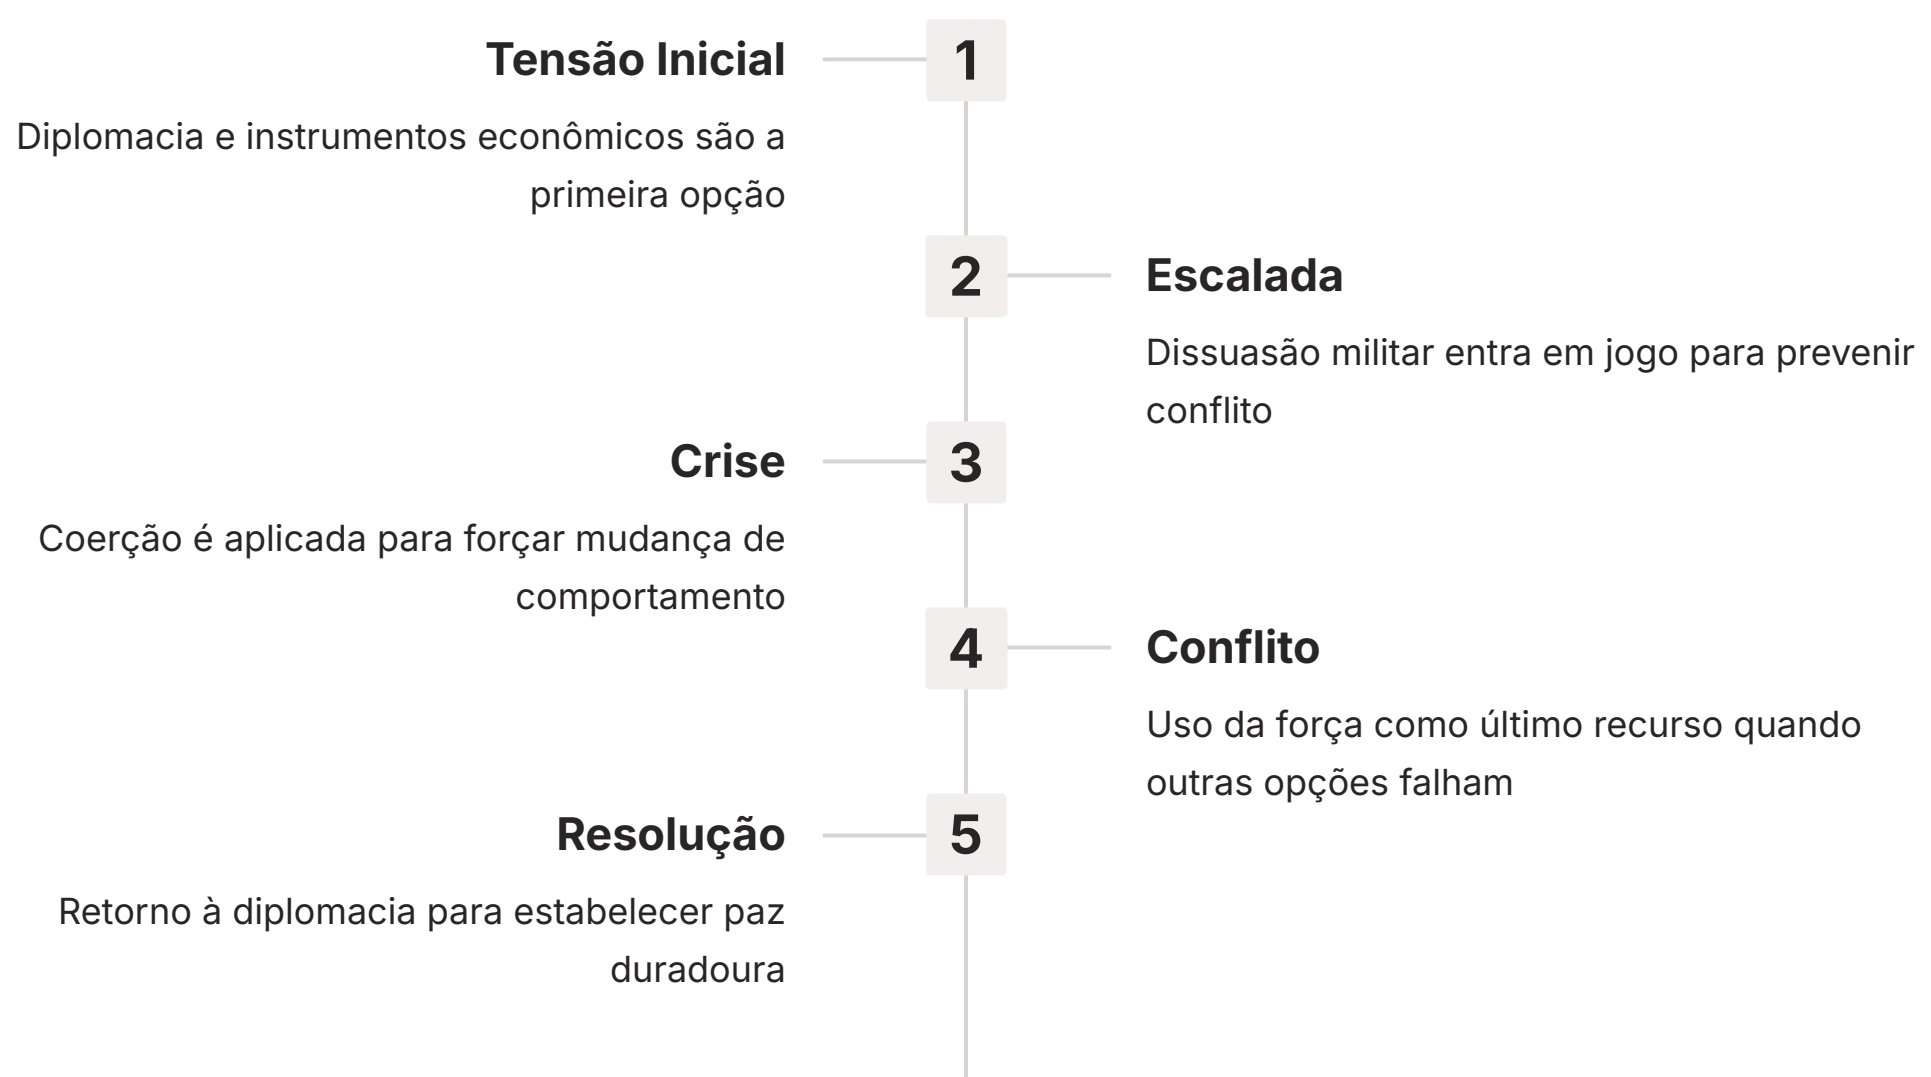 Tensão Inicial
1
Diplomacia e instrumentos econômicos são a
primeira opção
2
Escalada
Dissuasão militar entra em jogo para prevenir
conflito
Crise
3
Coerção é aplicada para forçar mudança de
comportamento
4
Conflito
Uso da força como último recurso quando
outras opções falham
Resolução
5
Retorno à diplomacia para estabelecer paz
duradoura